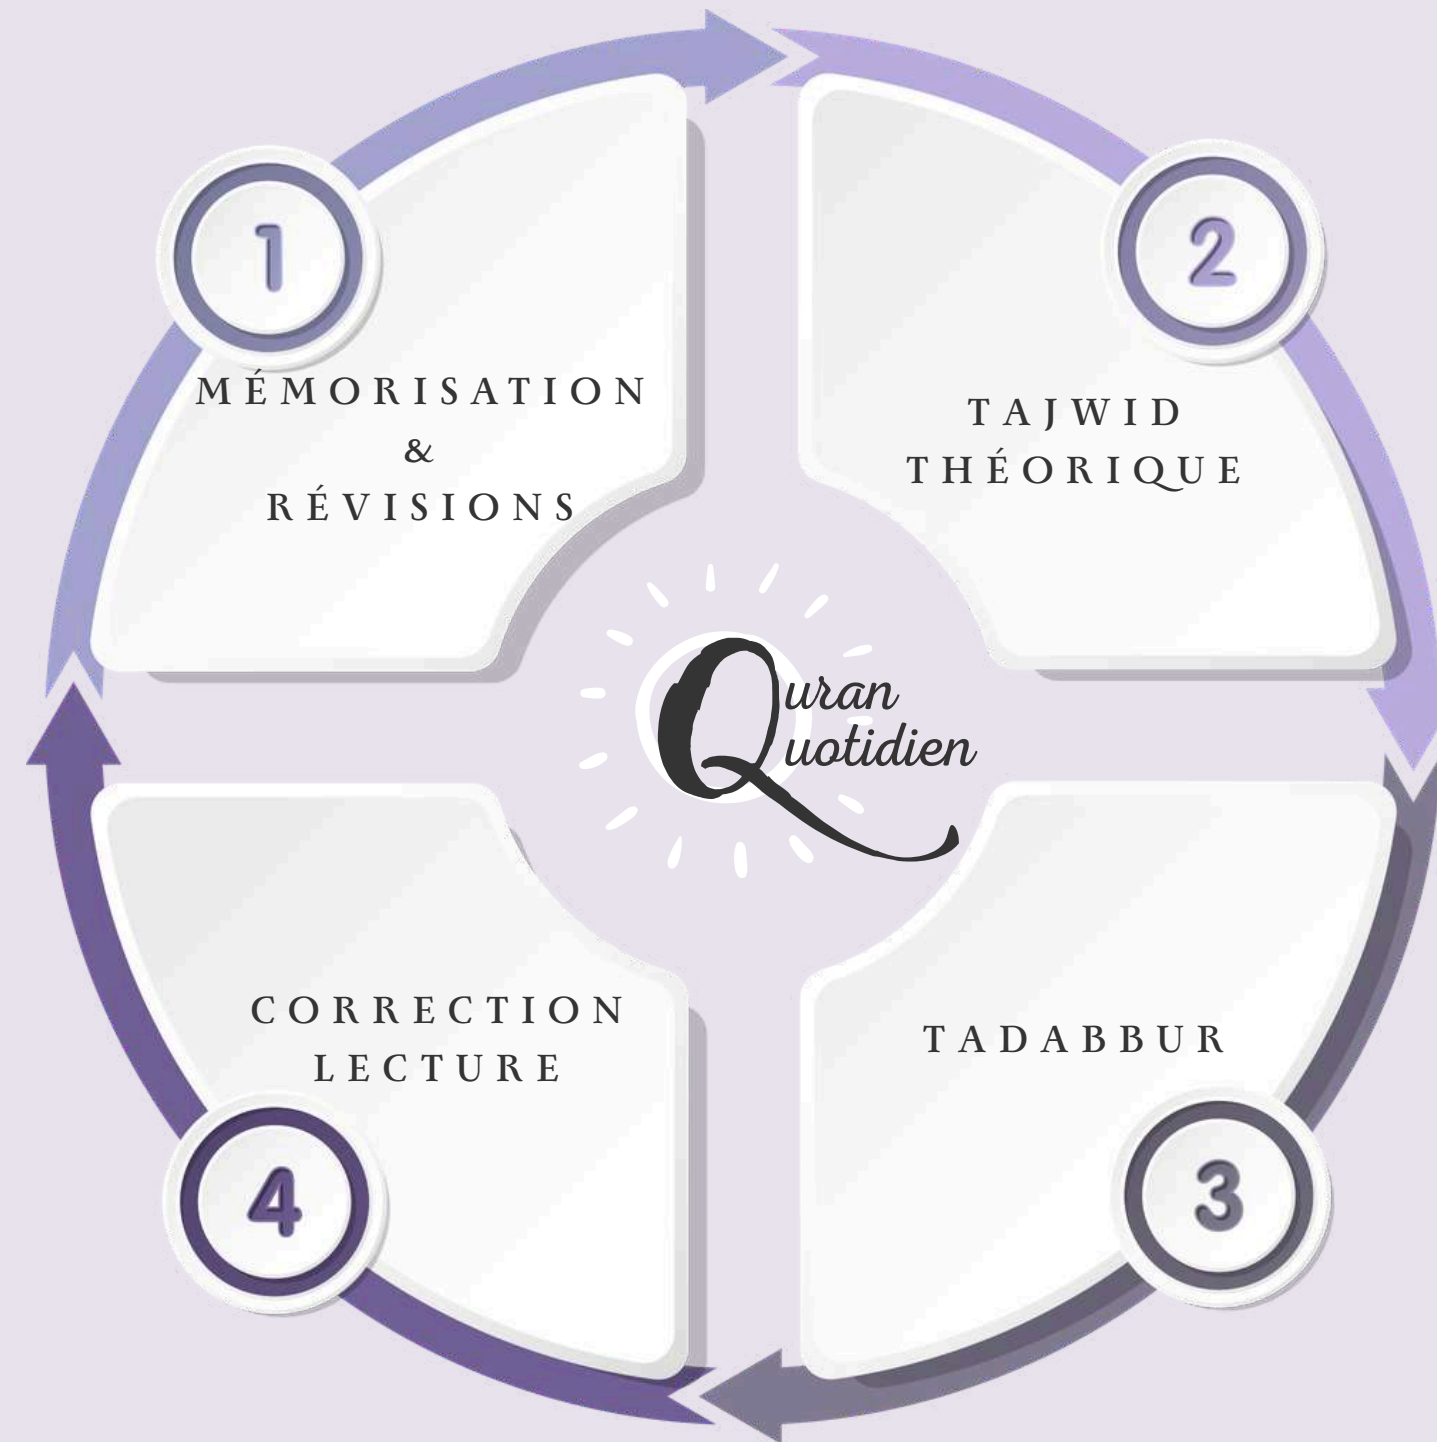 1
MÉMORISATION
&
RÉVISIONS
2
TAJWID
THÉORIQUE
Quran
Quotidien
CORRECTION
LECTURE
4
TADABBUR
3